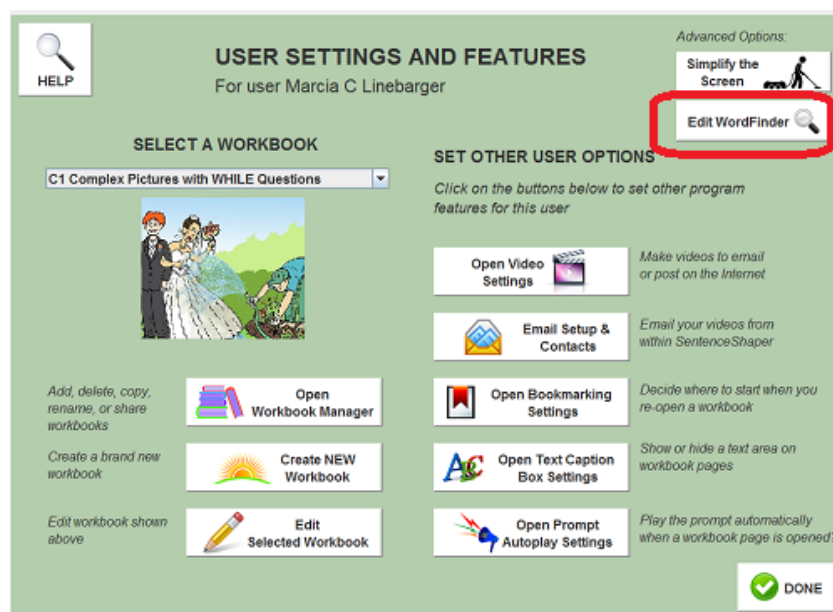 HELP
USER SETTINGS AND FEATURES
For user Marcia C Linebarger
Advanced Options:
Simplify the
Screen
Edit WordFinder
SELECT A WORKBOOK
C1 Complex Pictures with WHILE Questions
Add, delete, copy,
rename, or share
workbooks
Open
Workbook Manager
Create a brand new
workbook
Create NEW
Workbook
Edit workbook shown
above
Edit
Selected Workbook
SET OTHER USER OPTIONS
Click on the buttons below to set other program
features for this user
Open Video
Settings
Make videos to email
or post on the Internet
Email Setup &
Contacts
Email your videos from
within SentenceShaper
Open Bookmarking
Settings
Decide where to start when you
re-open a workbook
ABC
Open Text Caption
Box Settings
Show or hide a text area on
workbook pages
Open Prompt
Autoplay Settings
Play the prompt automatically
when a workbook page is opened?
DONE